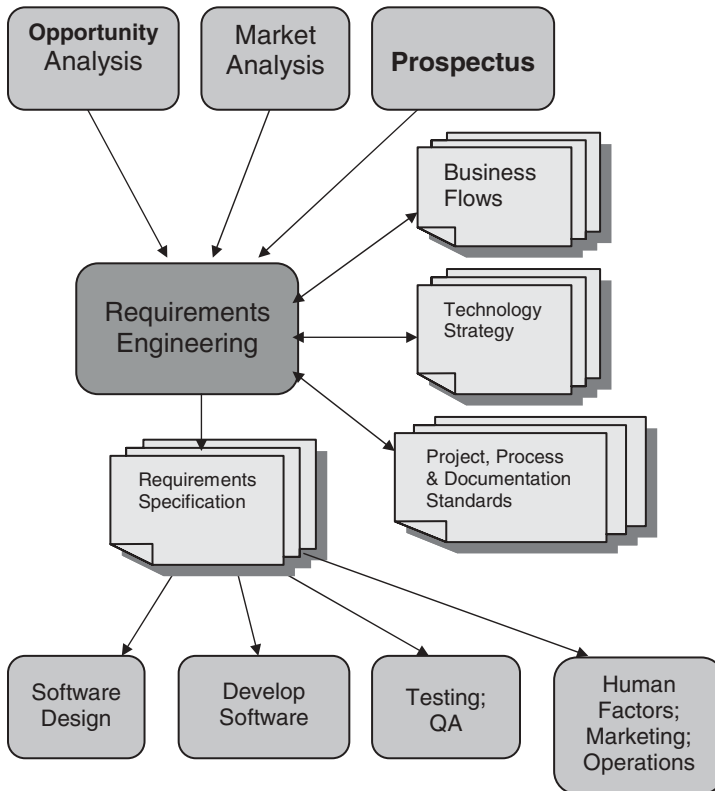 Opportunity
Analysis
Market
Analysis
Prospectus
Business
Flows
Requirements
Engineering
Technology
Strategy
Project, Process
& Documentation
Standards
Requirements
Specification
Software
Design
Develop
Software
Testing;
QA
Human
Factors;
Marketing;
Operations